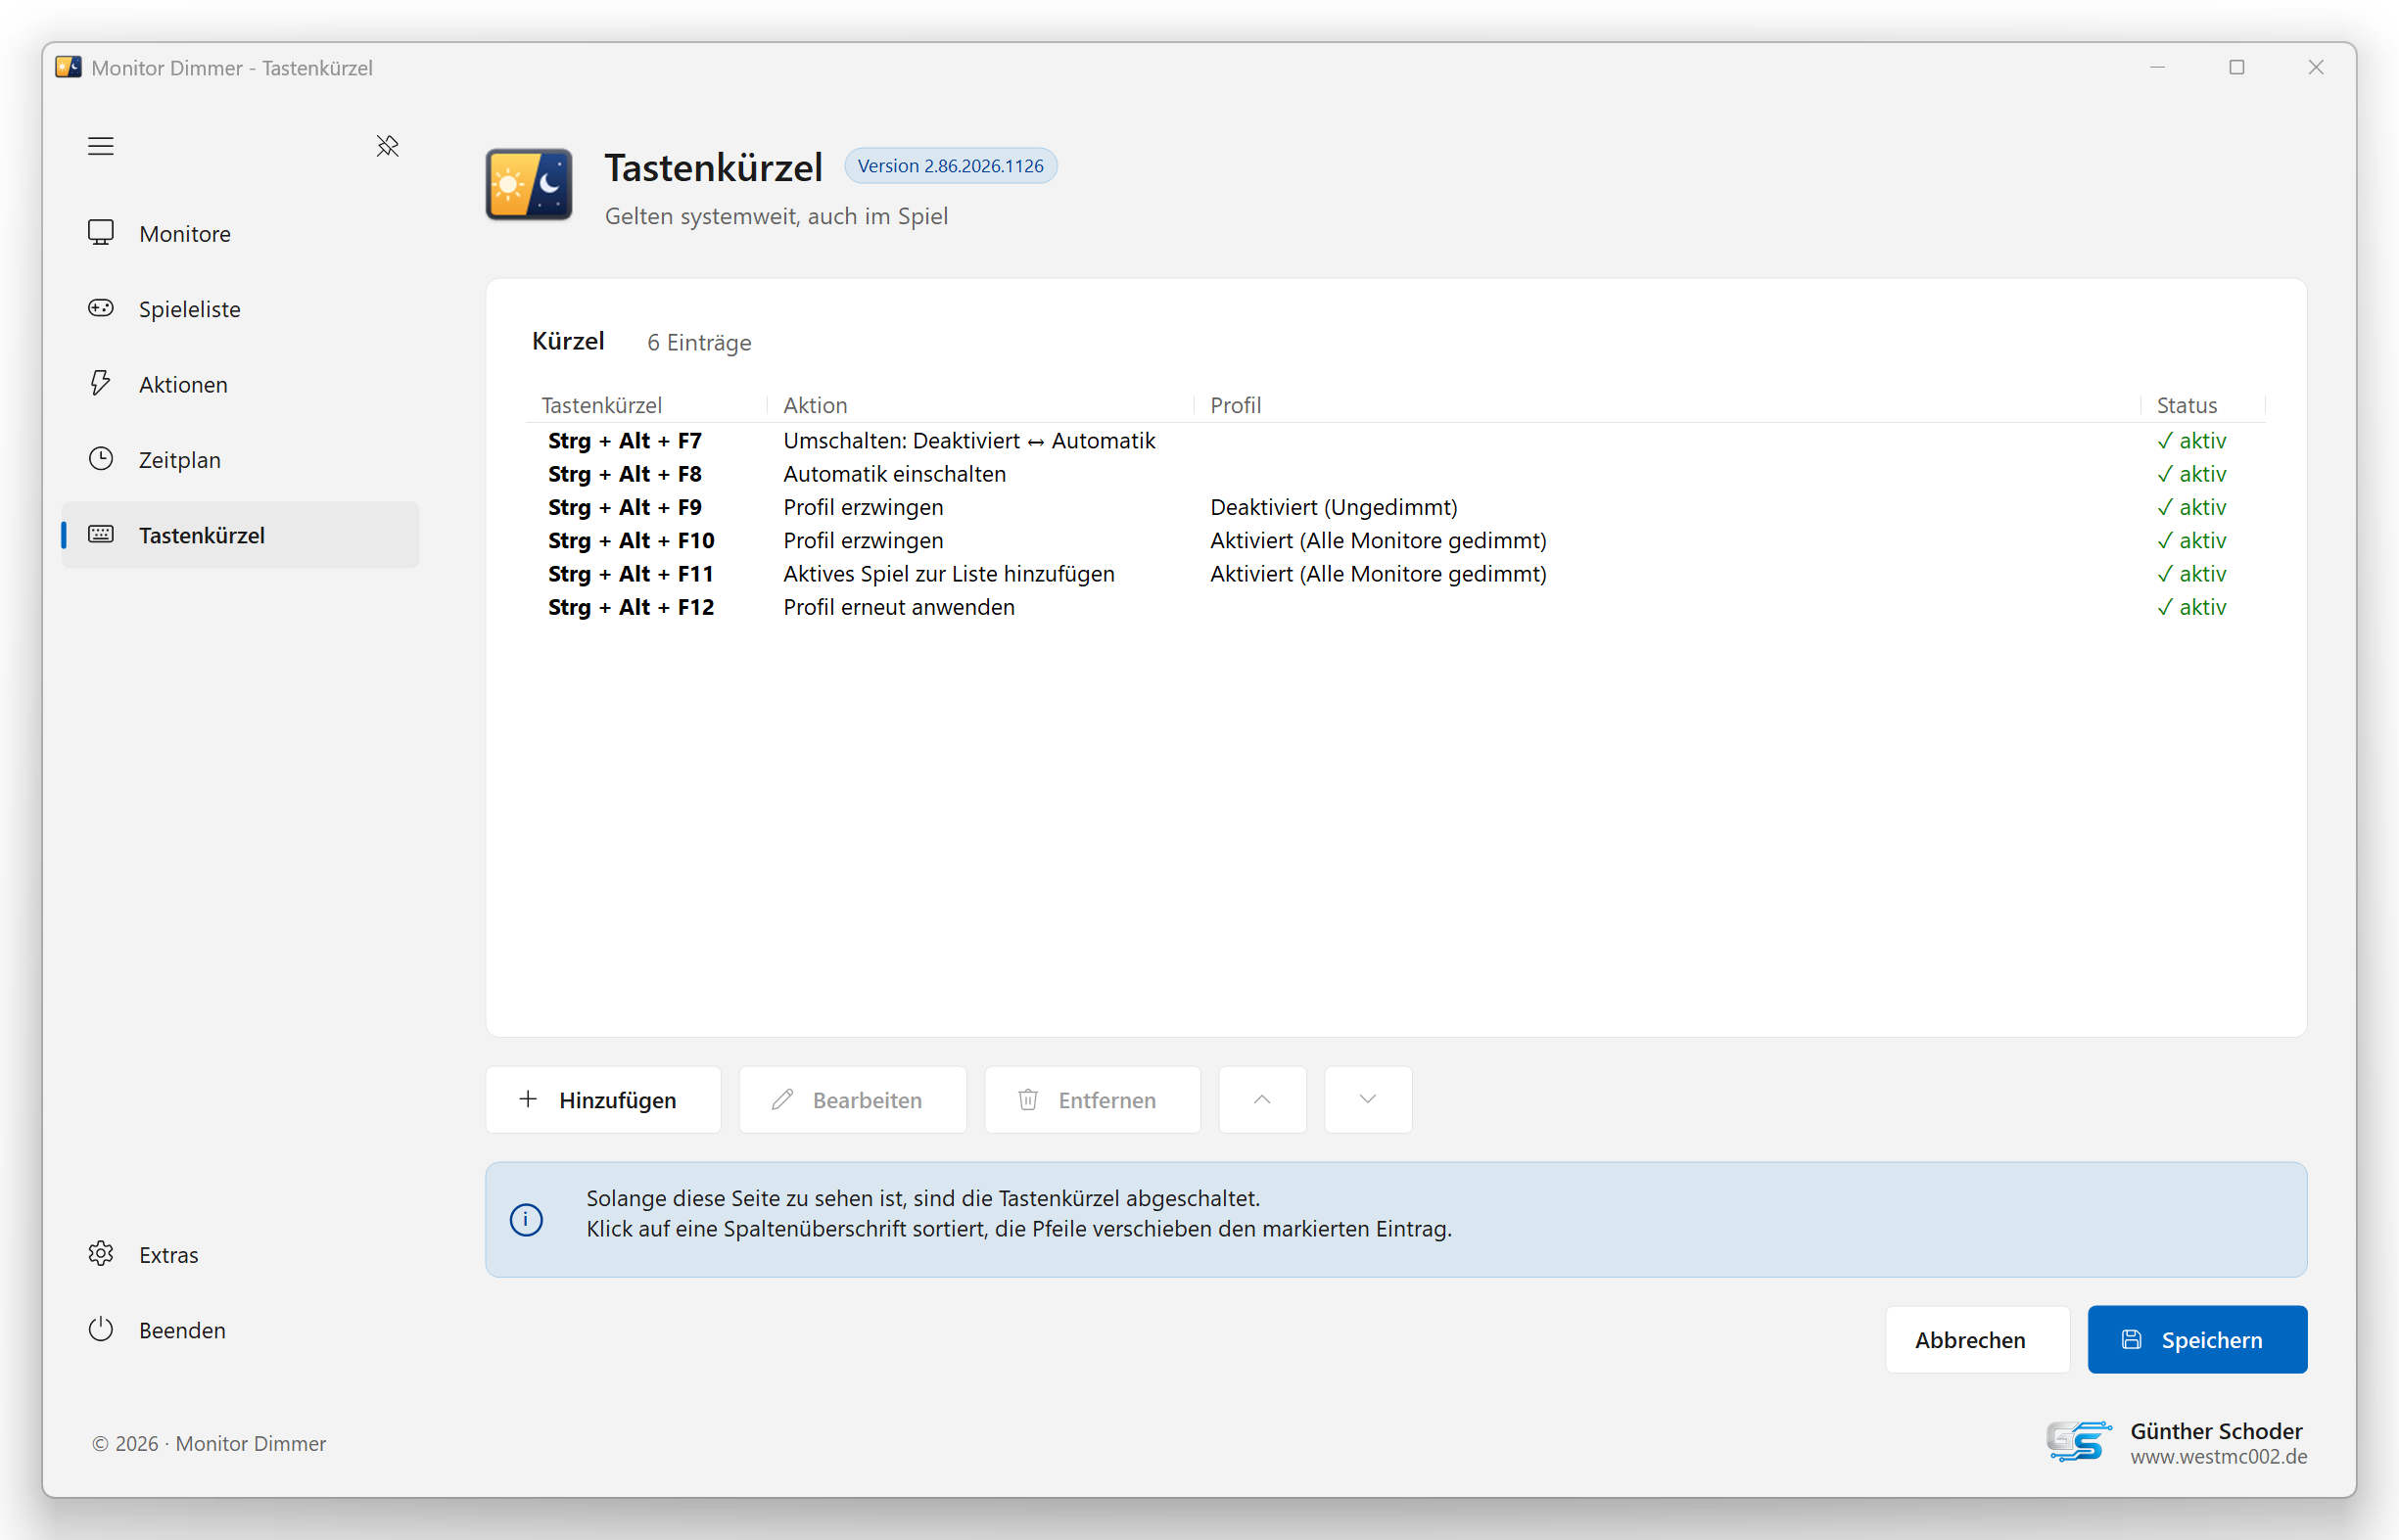 Monitor Dimmer - Tastenkürzel
Tastenkürzel
Version 2.86.2026.1126
Gelten systemweit, auch im Spiel
Monitore
Spieleliste
Aktionen
Zeitplan
Tastenkürzel
Kürzel 6 Einträge
Tastenkürzel Aktion Profil Status
Strg + Alt + F7 Umschalten: Deaktiviert ↔ Automatik ✓ aktiv
Strg + Alt + F8 Automatik einschalten ✓ aktiv
Strg + Alt + F9 Profil erzwingen Deaktiviert (Ungedimmt) ✓ aktiv
Strg + Alt + F10 Profil erzwingen Aktiviert (Alle Monitore gedimmt) ✓ aktiv
Strg + Alt + F11 Aktives Spiel zur Liste hinzufügen Aktiviert (Alle Monitore gedimmt) ✓ aktiv
Strg + Alt + F12 Profil erneut anwenden ✓ aktiv
Hinzufügen Bearbeiten Entfernen
Solange diese Seite zu sehen ist, sind die Tastenkürzel abgeschaltet.
Klick auf eine Spaltenüberschrift sortiert, die Pfeile verschieben den markierten Eintrag.
Extras
Beenden
Abbrechen Speichern
© 2026 · Monitor Dimmer
GS
Günther Schoder
www.westmc002.de